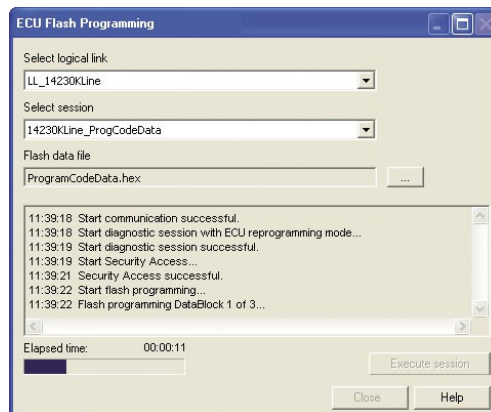 ECU Flash Programming
Select logical link
LL_14230KLine
Select session
14230KLine_ProgCodeData
Flash data file
ProgramCodeData.hex
...
11:39:18 Start communication successful.
11:39:18 Start diagnostic session with ECU reprogramming mode...
11:39:19 Start diagnostic session successful.
11:39:19 Start Security Access...
11:39:21 Security Access successful.
11:39:22 Start flash programming...
11:39:22 Flash programming DataBlock 1 of 3...
Elapsed time: 00:00:11
Execute session
Close Help